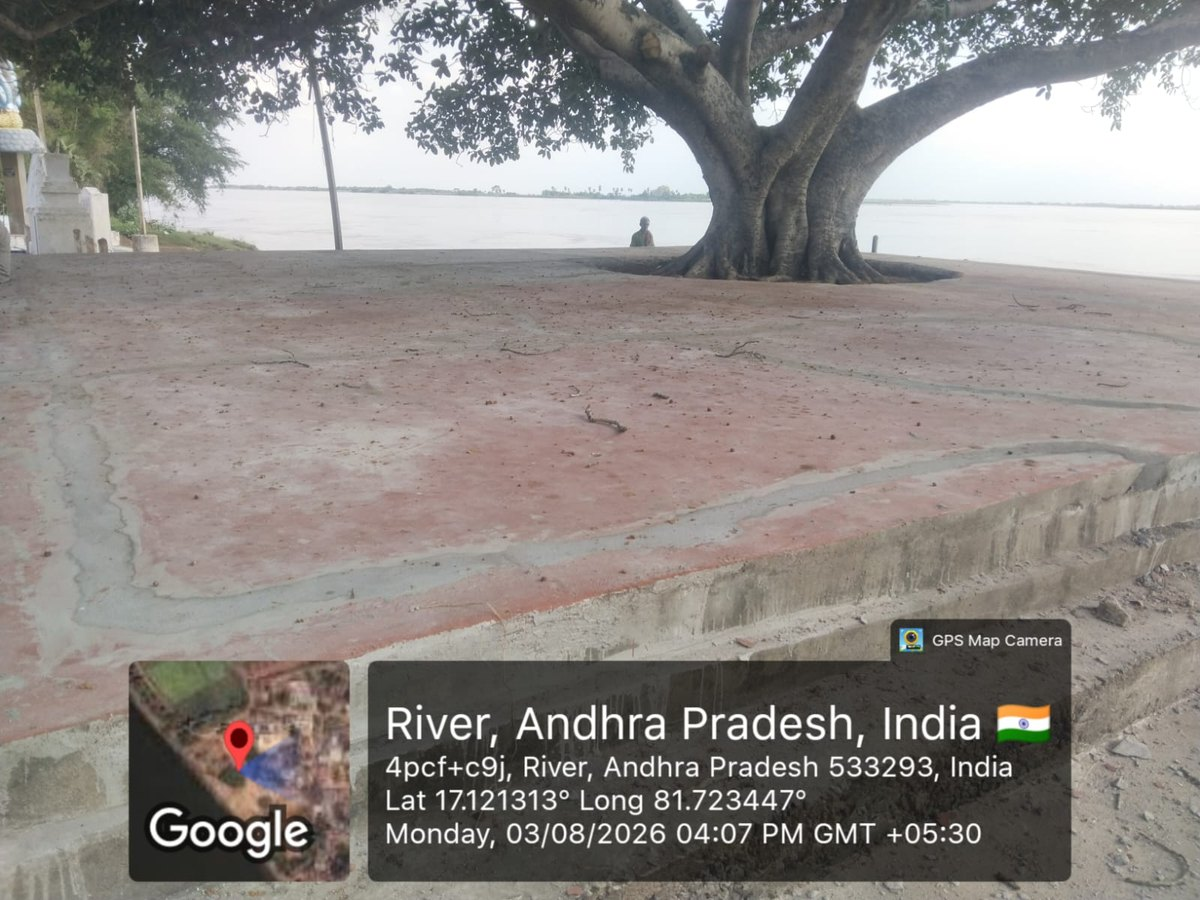 GPS Map Camera
River, Andhra Pradesh, India 🇮🇳
4pcf+c9j, River, Andhra Pradesh 533293, India
Lat 17.121313° Long 81.723447°
Monday, 03/08/2026 04:07 PM GMT +05:30
Google